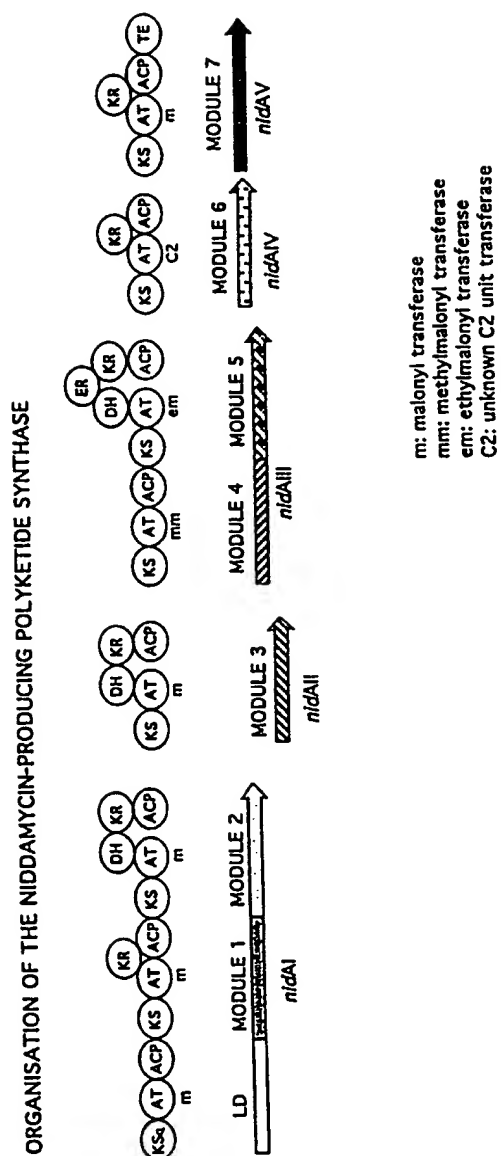 ORGANISATION OF THE NIDDAMYCIN-PRODUCING POLYKETIDE SYNTHASE
ER
KR DH KR DH KR DH KR KR KR
KSq AT ACP KS AT ACP KS AT ACP KS AT ACP KS AT ACP KS AT ACP KS AT ACP KS AT ACP TE
m m m m mm em C2 m
LD MODULE 1 MODULE 2 MODULE 3 MODULE 4 MODULE 5 MODULE 6 MODULE 7
nidAI nidAII nidAIII nidAIV nidAV
m: malonyl transferase
mm: methylmalonyl transferase
em: ethylmalonyl transferase
C2: unknown C2 unit transferase